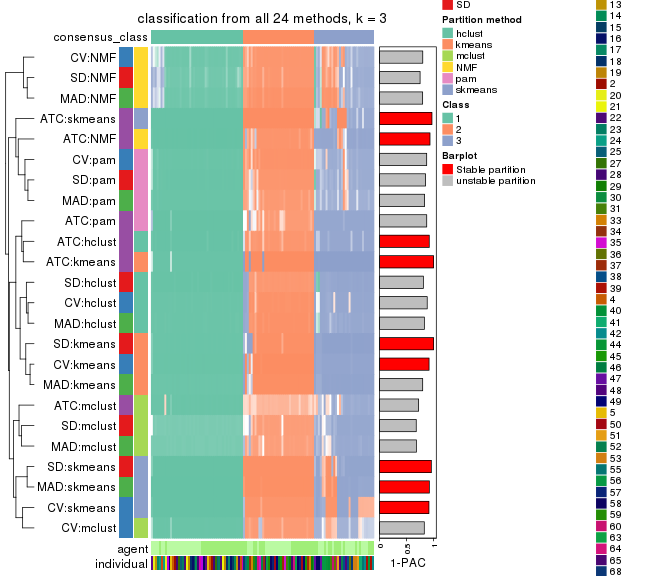 classification from all 24 methods, k = 3
consensus_class
CV:NMF
SD:NMF
MAD:NMF
ATC:skmeans
ATC:NMF
CV:pam
SD:pam
MAD:pam
ATC:pam
ATC:hclust
ATC:kmeans
SD:hclust
CV:hclust
MAD:hclust
SD:kmeans
CV:kmeans
MAD:kmeans
ATC:mclust
SD:mclust
MAD:mclust
SD:skmeans
MAD:skmeans
CV:skmeans
CV:mclust
agent
individual
0
0.5
1
1-PAC
SD
Partition method
hclust
kmeans
mclust
NMF
pam
skmeans
Class
1
2
3
Barplot
Stable partition
unstable partition
13
14
15
16
17
18
19
2
20
21
22
23
24
25
27
28
29
30
31
33
34
35
36
37
38
39
4
40
41
42
44
45
46
47
48
49
5
50
51
52
53
55
56
57
58
59
60
63
64
65
68